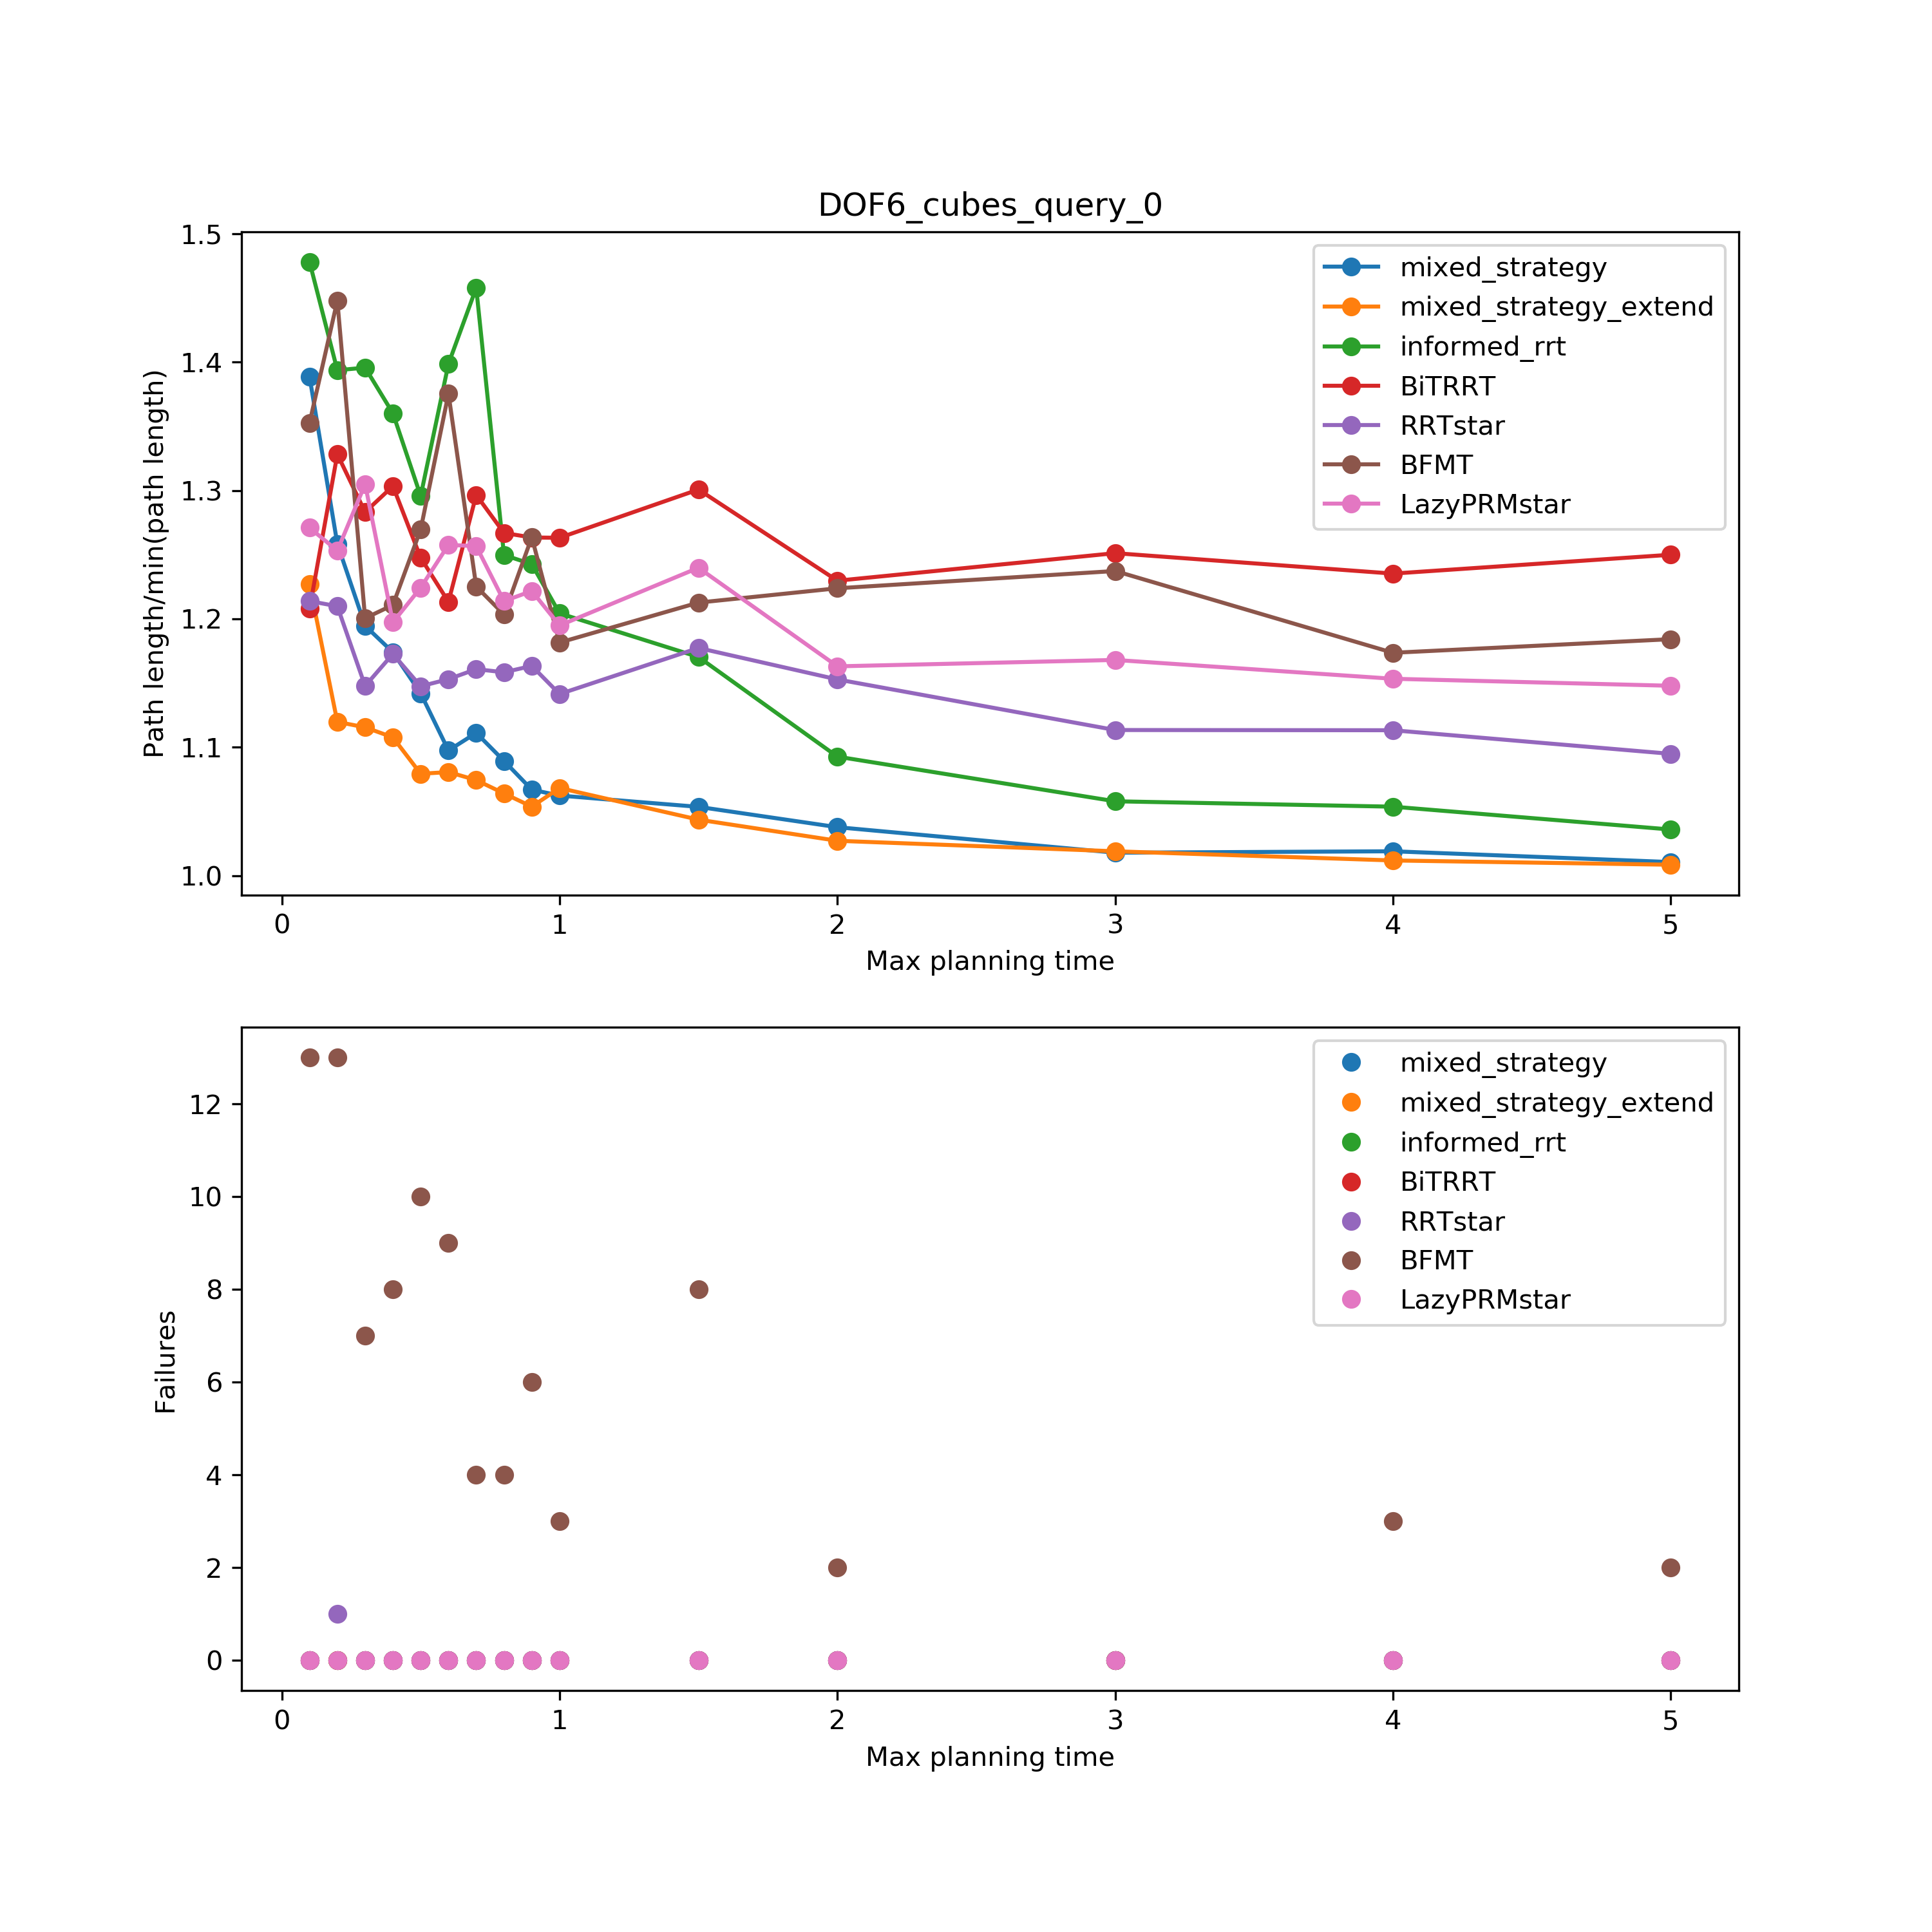 DOF6_cubes_query_0
1.5
1.4
1.3
1.2
1.1
1.0
Path length/min(path length)
mixed_strategy
mixed_strategy_extend
informed_rrt
BiTRRT
RRTstar
BFMT
LazyPRMstar
0 1 2 3 4 5
Max planning time
12
10
8
6
4
2
0
Failures
mixed_strategy
mixed_strategy_extend
informed_rrt
BiTRRT
RRTstar
BFMT
LazyPRMstar
0 1 2 3 4 5
Max planning time